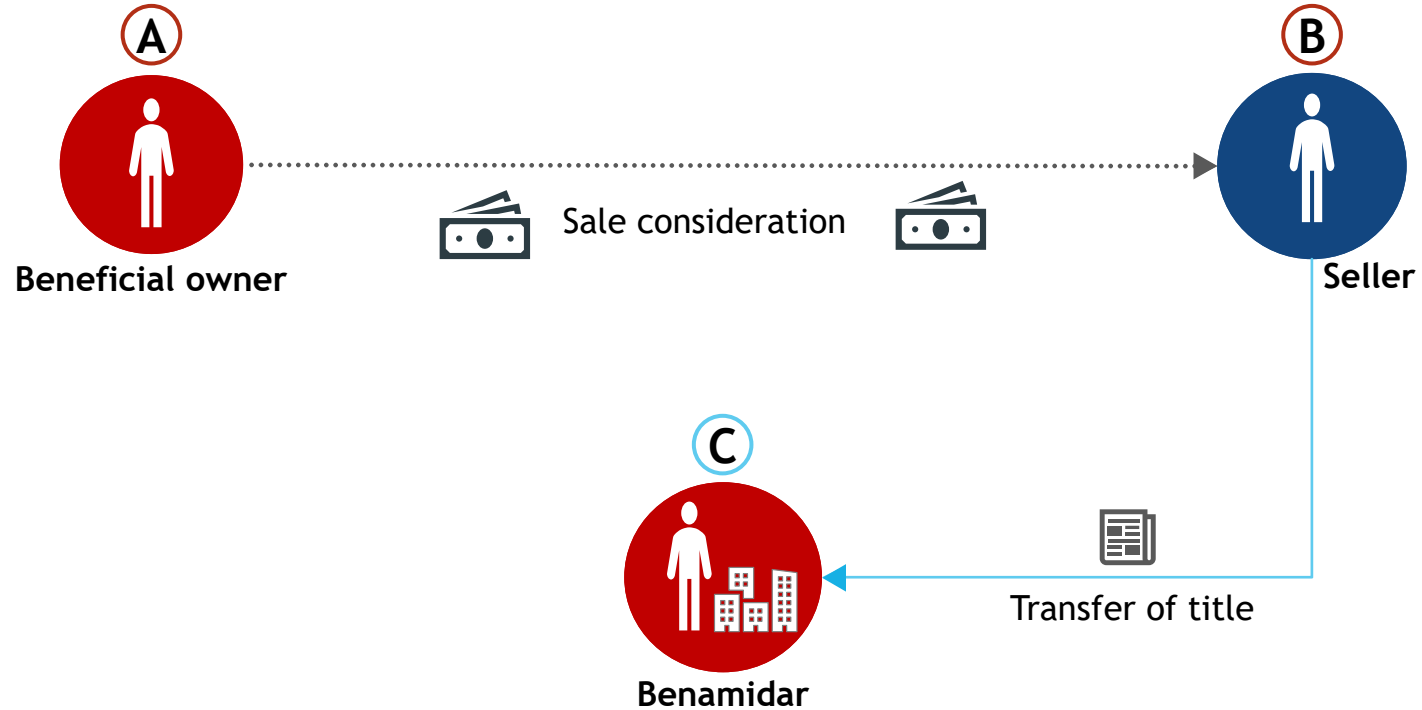 A
B
Sale consideration
Beneficial owner
Seller
C
Transfer of title
Benamidar